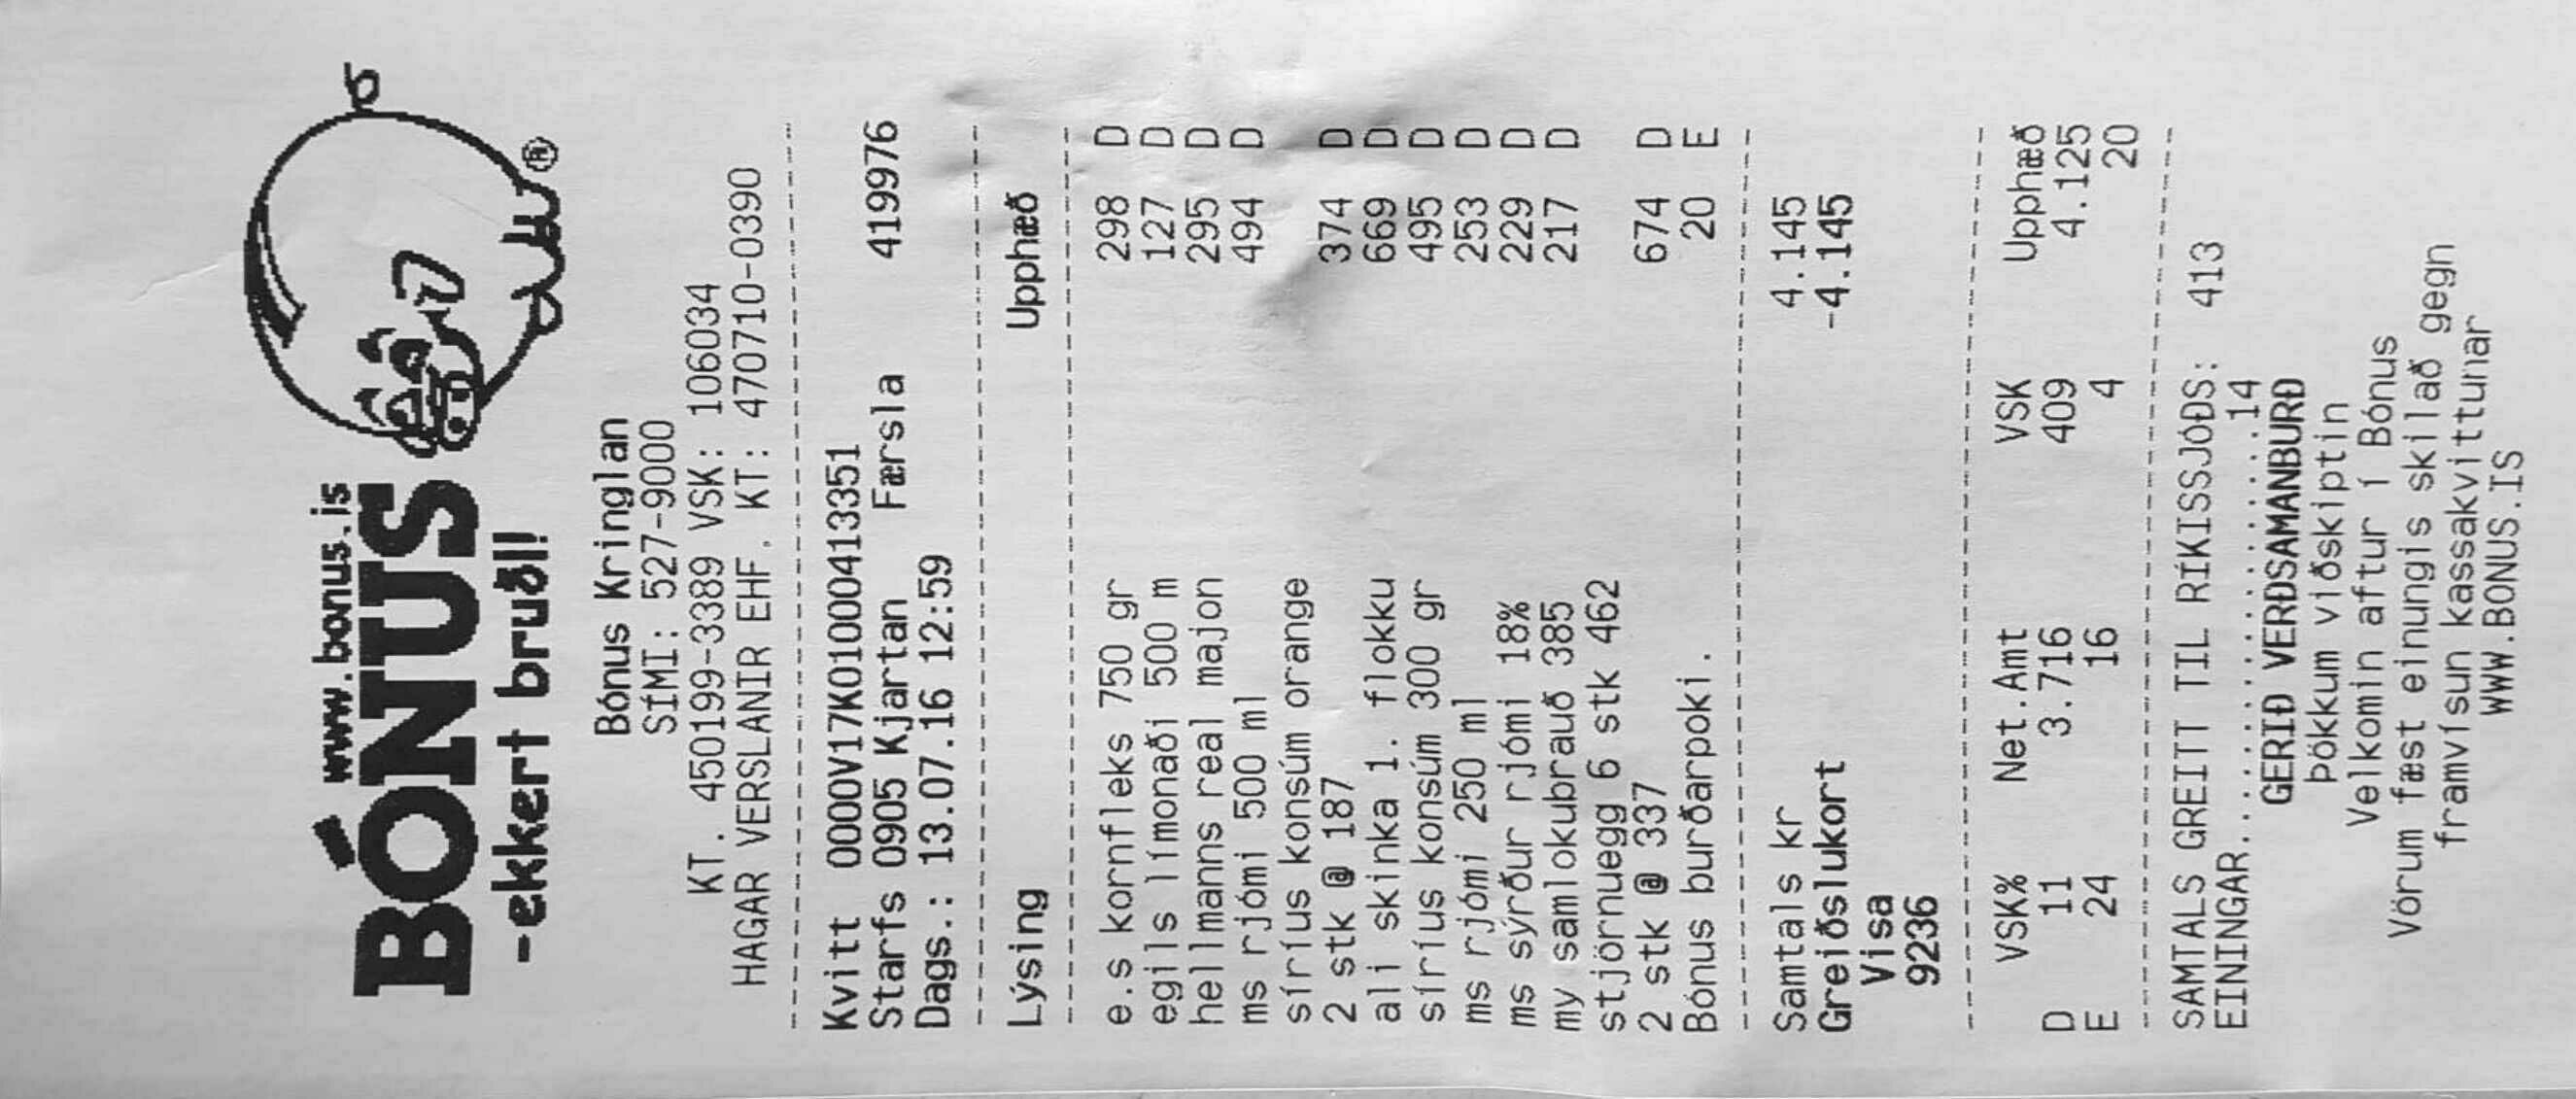 www.bonus.is
BÓNUS
®
-ekkert bruðl!
Bónus Kringlan
SÍMI: 527-9000
KT. 450199-3389 VSK: 106034
HAGAR VERSLANIR EHF. KT: 470710-0390
Kvitt 0000V17K010000413351
Starfs 0905 Kjartan Færsla 4199976
Dags.: 13.07.16 12:59
Lýsing Upphæð
e.s kornfleks 750 gr 298 D
egils límonaði 500 m 127 D
hellmanns real majon 295 D
ms rjómi 500 ml 494 D
síríus konsúm orange
2 stk @ 187 374 D
ali skinka 1. flokku 669 D
síríus konsúm 300 gr 495 D
ms rjómi 250 ml 253 D
ms sýrður rjómi 18% 229 D
my samlokubrauð 385 217 D
stjörnuegg 6 stk 462
2 stk @ 337 674 D
Bónus burðarpoki. 20 E
Samtals kr 4.145
Greiðslukort -4.145
Visa
9236
VSK% Net.Amt VSK Upphæð
D 11 3.716 409 4.125
E 24 16 4 20
SAMTALS GREITT TIL RÍKISSJÓÐS: 413
EININGAR........................14
GERIÐ VERÐSAMANBURÐ
Þökkum viðskiptin
Velkomin aftur í Bónus
Vörum fæst einungis skilað gegn
framvísun kassakvittunar
WWW.BONUS.IS